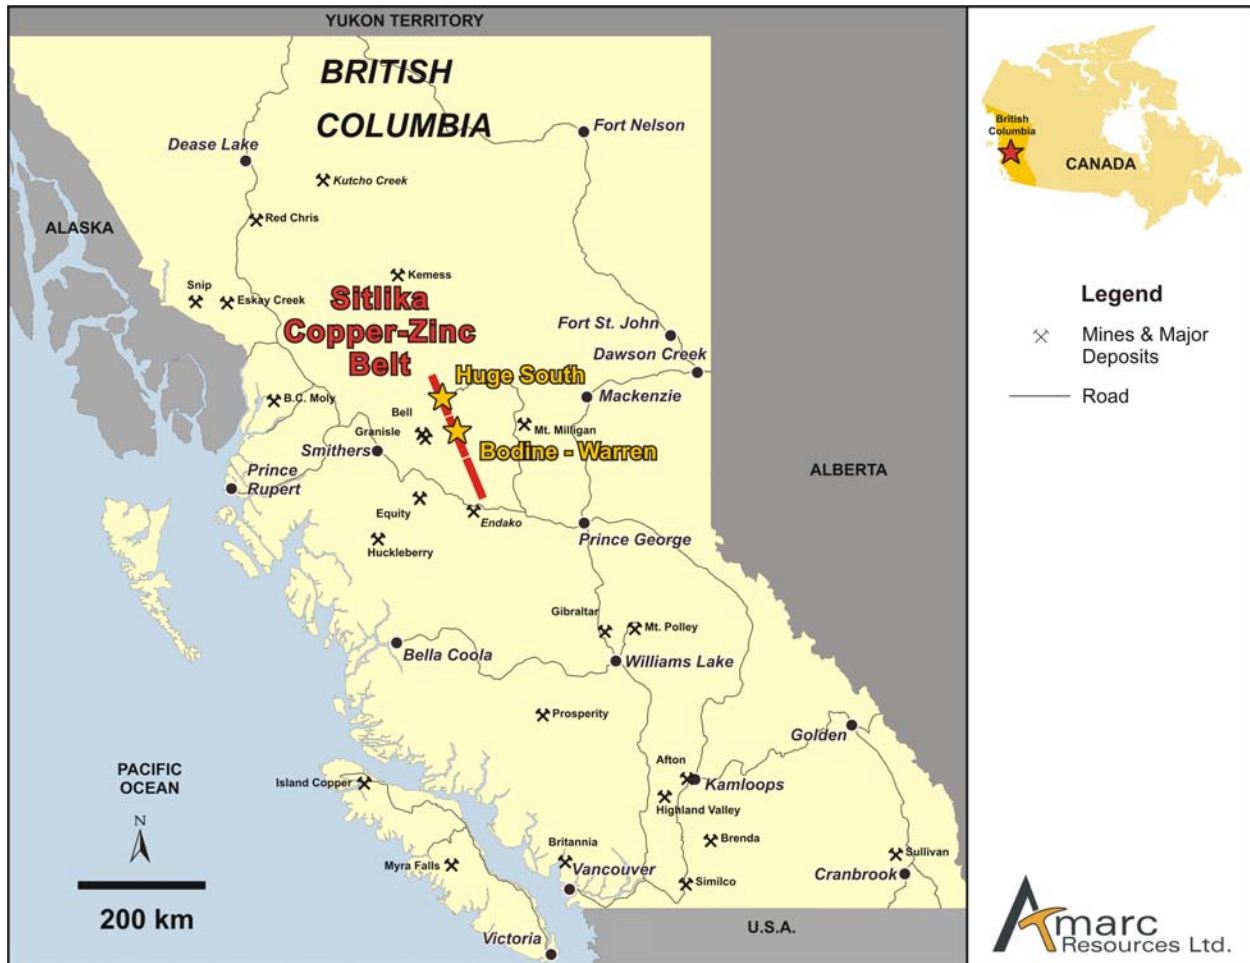 YUKON TERRITORY
BRITISH
COLUMBIA
Fort Nelson
Dease Lake
Kutcho Creek
Red Chris
ALASKA
Kemess
Snip
Eskay Creek
Sitlika
Copper-Zinc
Belt
Fort St. John
Dawson Creek
Huge South
Mackenzie
B.C. Moly
Bell
Granisle
Mt. Milligan
Smithers
Bodine - Warren
Prince
Rupert
ALBERTA
Equity
Endako
Prince George
Huckleberry
Gibraltar
Mt. Polley
Bella Coola
Williams Lake
Prosperity
Golden
Afton
Kamloops
PACIFIC
OCEAN
Island Copper
Highland Valley
N
Brenda
Britannia
Sullivan
Myra Falls
Vancouver
Cranbrook
Similco
200 km
Victoria
U.S.A.
British
Columbia
CANADA
Legend
Mines & Major
Deposits
Road
Amarc
Resources Ltd.